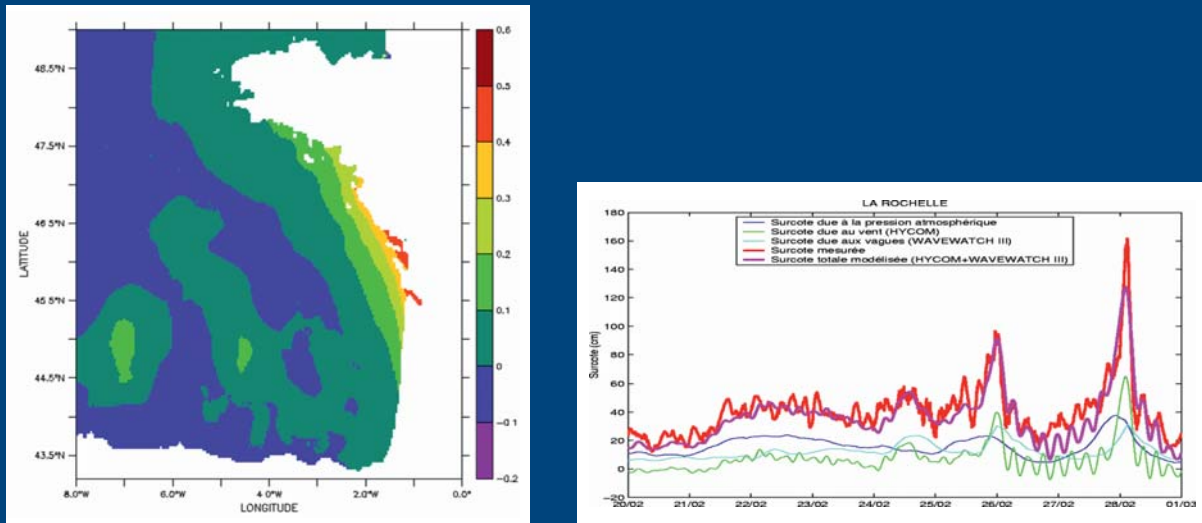 48.5°N
47.5°N
46.5°N
45.5°N
44.5°N
43.5°N
LATITUDE
8.0°W 6.0°W 4.0°W 2.0°W 0.0°
LONGITUDE
0.6
0.5
0.4
0.3
0.2
0.1
0
−0.1
−0.2
LA ROCHELLE
Surcote due à la pression atmosphérique
Surcote due au vent (HYCOM)
Surcote due aux vagues (WAVEWATCH III)
Surcote mesurée
Surcote totale modélisée (HYCOM+WAVEWATCH III)
Surcote (cm)
180
160
140
120
100
80
60
40
20
0
−20
20/02 21/02 22/02 23/02 24/02 25/02 26/02 27/02 28/02 01/03